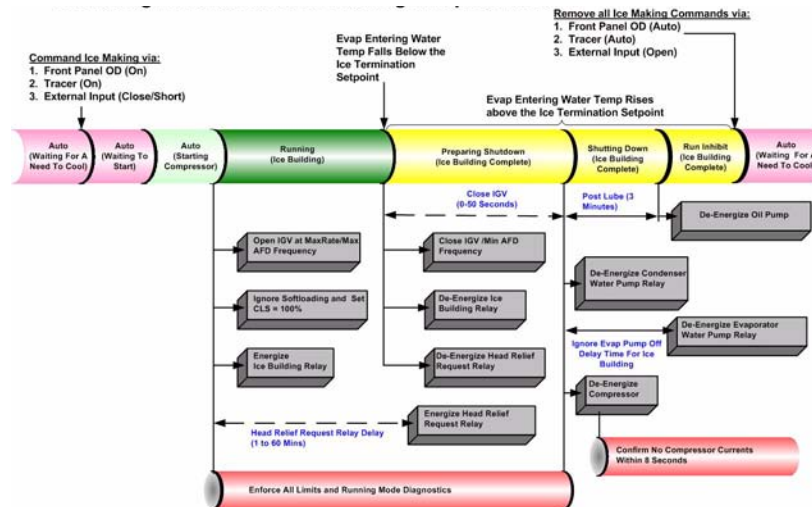 Command Ice Making via:
1. Front Panel OD (On)
2. Tracer (On)
3. External Input (Close/Short)
Evap Entering Water
Temp Falls Below the
Ice Termination
Setpoint
Remove all Ice Making Commands via:
1. Front Panel OD (Auto)
2. Tracer (Auto)
3. External Input (Open)
Evap Entering Water Temp Rises
above the Ice Termination Setpoint
Auto
(Waiting For A
Need To Cool)
Auto
(Waiting To
Start)
Auto
(Starting
Compressor)
Running
(Ice Building)
Preparing Shutdown
(Ice Building Complete)
Shutting Down
(Ice Building
Complete)
Run Inhibit
(Ice Building
Complete)
Auto
(Waiting For A
Need To Cool)
Close IGV
(0-50 Seconds)
Post Lube (3
Minutes)
De-Energize Oil Pump
Open IGV at MaxRate/Max
AFD Frequency
Close IGV /Min AFD
Frequency
De-Energize Condenser
Water Pump Relay
Ignore Softloading and Set
CLS = 100%
De-Energize Ice
Building Relay
De-Energize Evaporator
Water Pump Relay
Ignore Evap Pump Off
Delay Time For Ice
Building
Energize
Ice Building Relay
De-Energize Head Relief
Request Relay
De-Energize
Compressor
Head Relief Request Relay Delay
(1 to 60 Mins)
Energize Head Relief
Request Relay
Confirm No Compressor Currents
Within 8 Seconds
Enforce All Limits and Running Mode Diagnostics